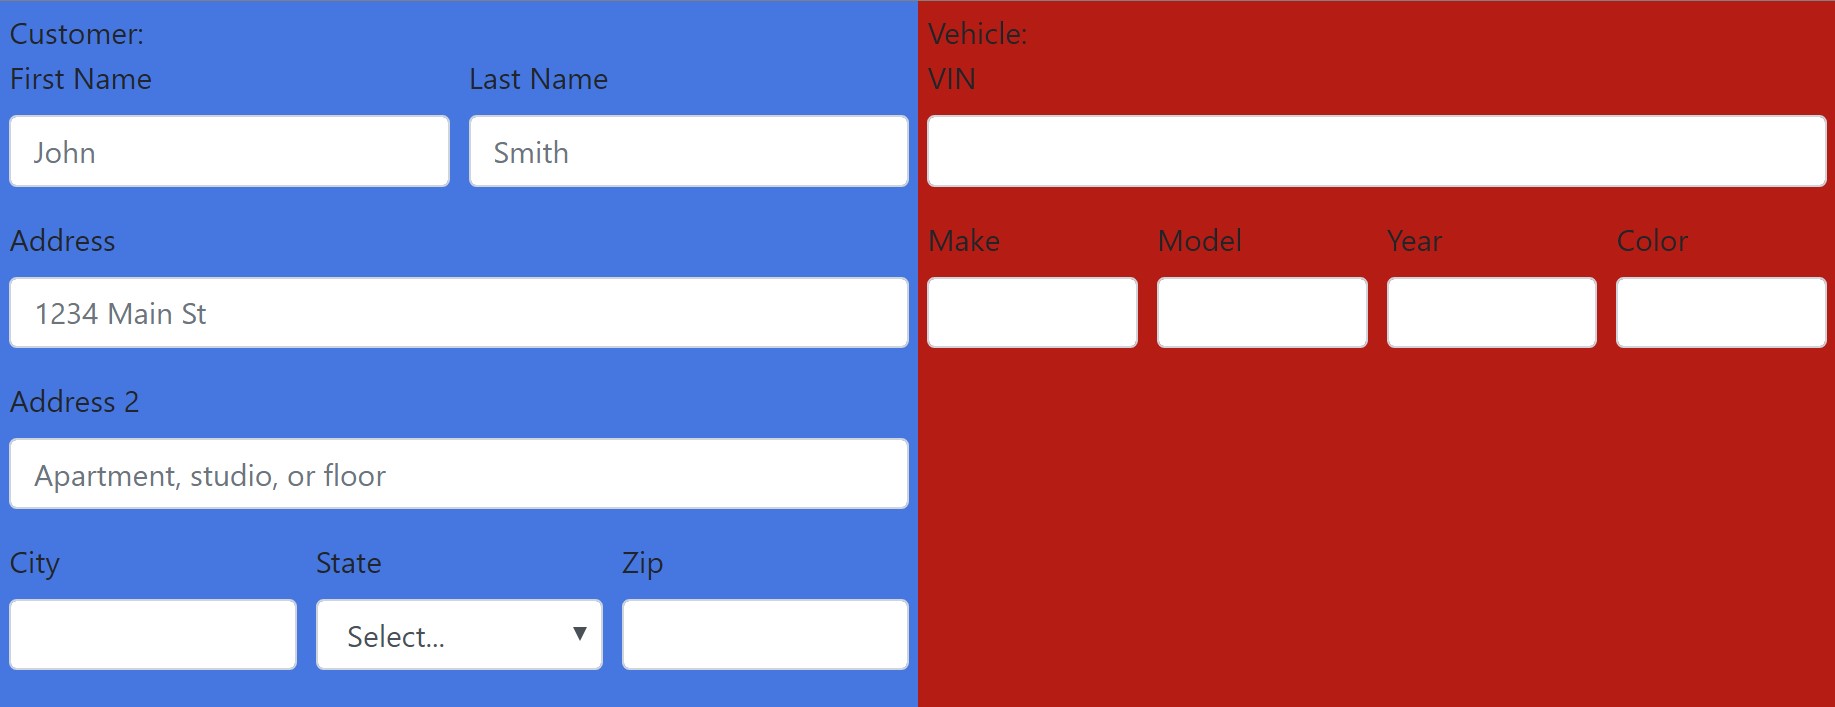 Customer:
First Name
Last Name
John
Smith
Address
1234 Main St
Address 2
Apartment, studio, or floor
City
State
Zip
Select...
Vehicle:
VIN
Make
Model
Year
Color